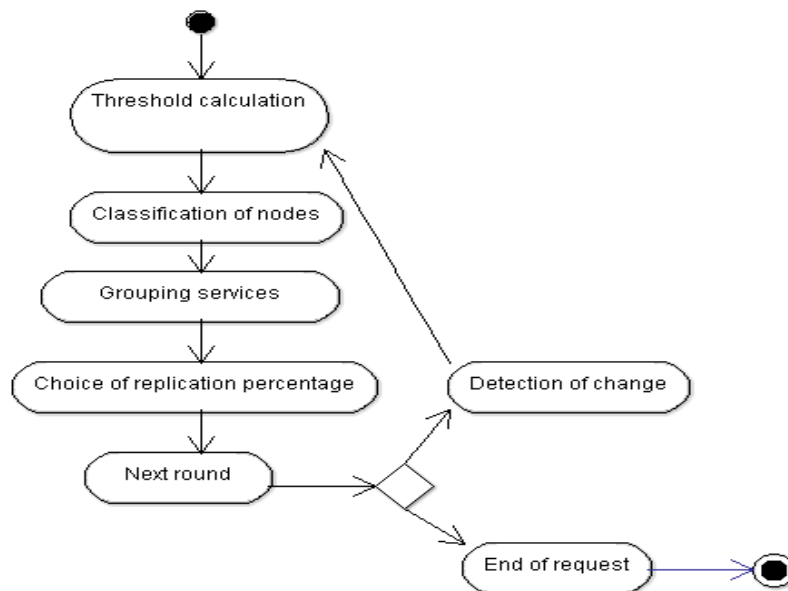 Threshold calculation
Classification of nodes
Grouping services
Choice of replication percentage
Detection of change
Next round
End of request